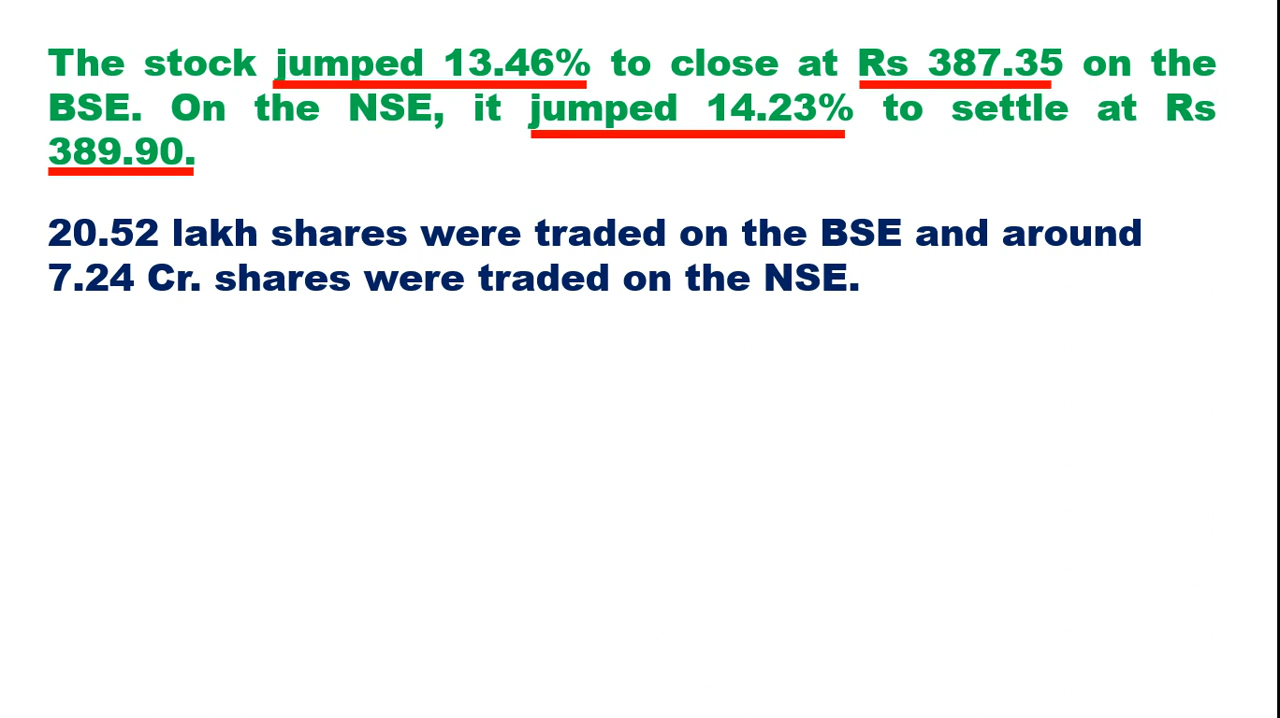 The stock jumped 13.46% to close at Rs 387.35 on the
BSE. On the NSE, it jumped 14.23% to settle at Rs
389.90.
20.52 lakh shares were traded on the BSE and around
7.24 Cr. shares were traded on the NSE.